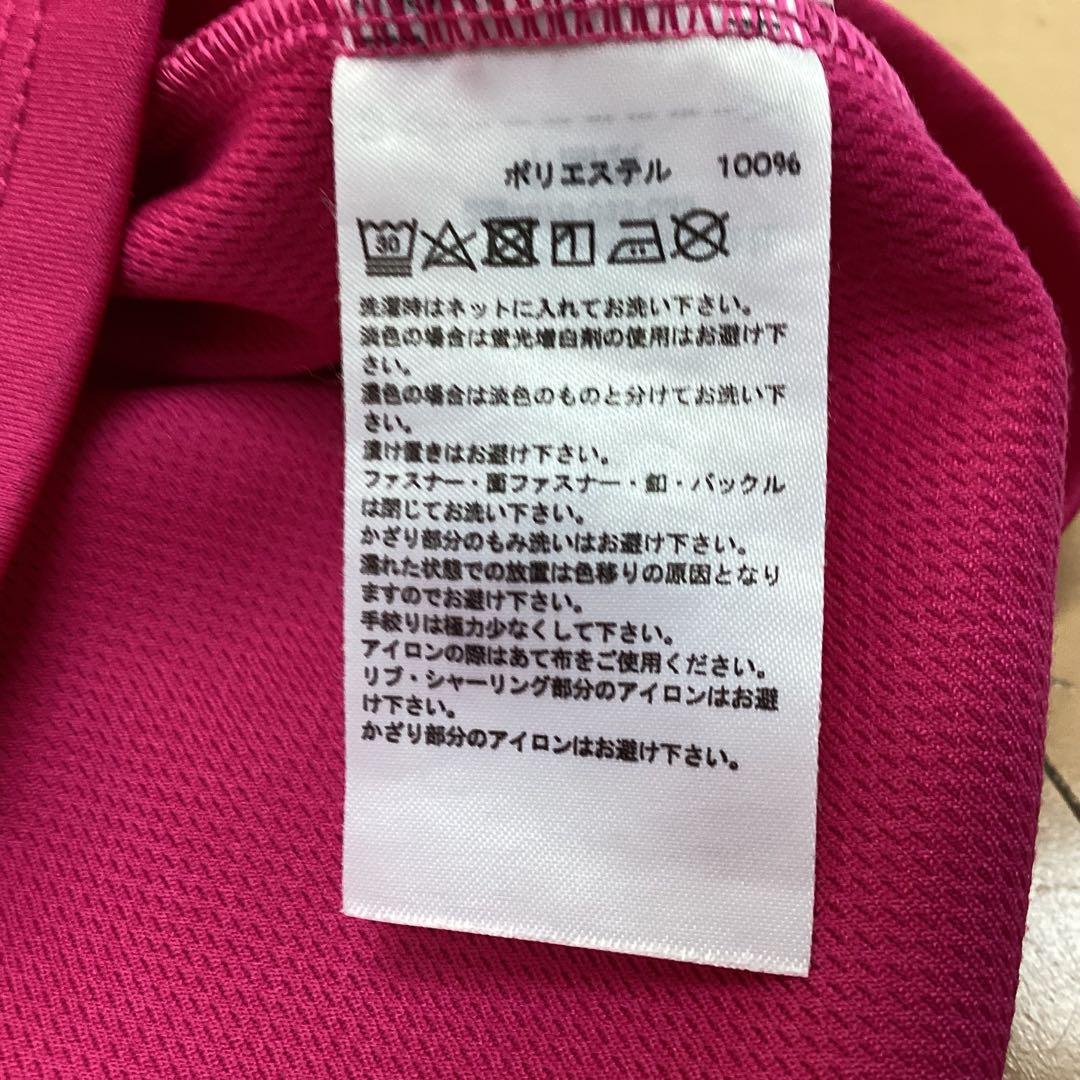 ポリエステル 100%
30
洗濯時はネットに入れてお洗い下さい。
淡色の場合は蛍光増白剤の使用はお避け下
さい。
濃色の場合は淡色のものと分けてお洗い下
さい。
漬け置きはお避け下さい。
ファスナー・面ファスナー・釦・バックル
は閉じてお洗い下さい。
かざり部分のもみ洗いはお避け下さい。
濡れた状態での放置は色移りの原因となり
ますのでお避け下さい。
手絞りは極力少なくして下さい。
アイロンの際はあて布をご使用ください。
リブ・シャーリング部分のアイロンはお避
け下さい。
かざり部分のアイロンはお避け下さい。